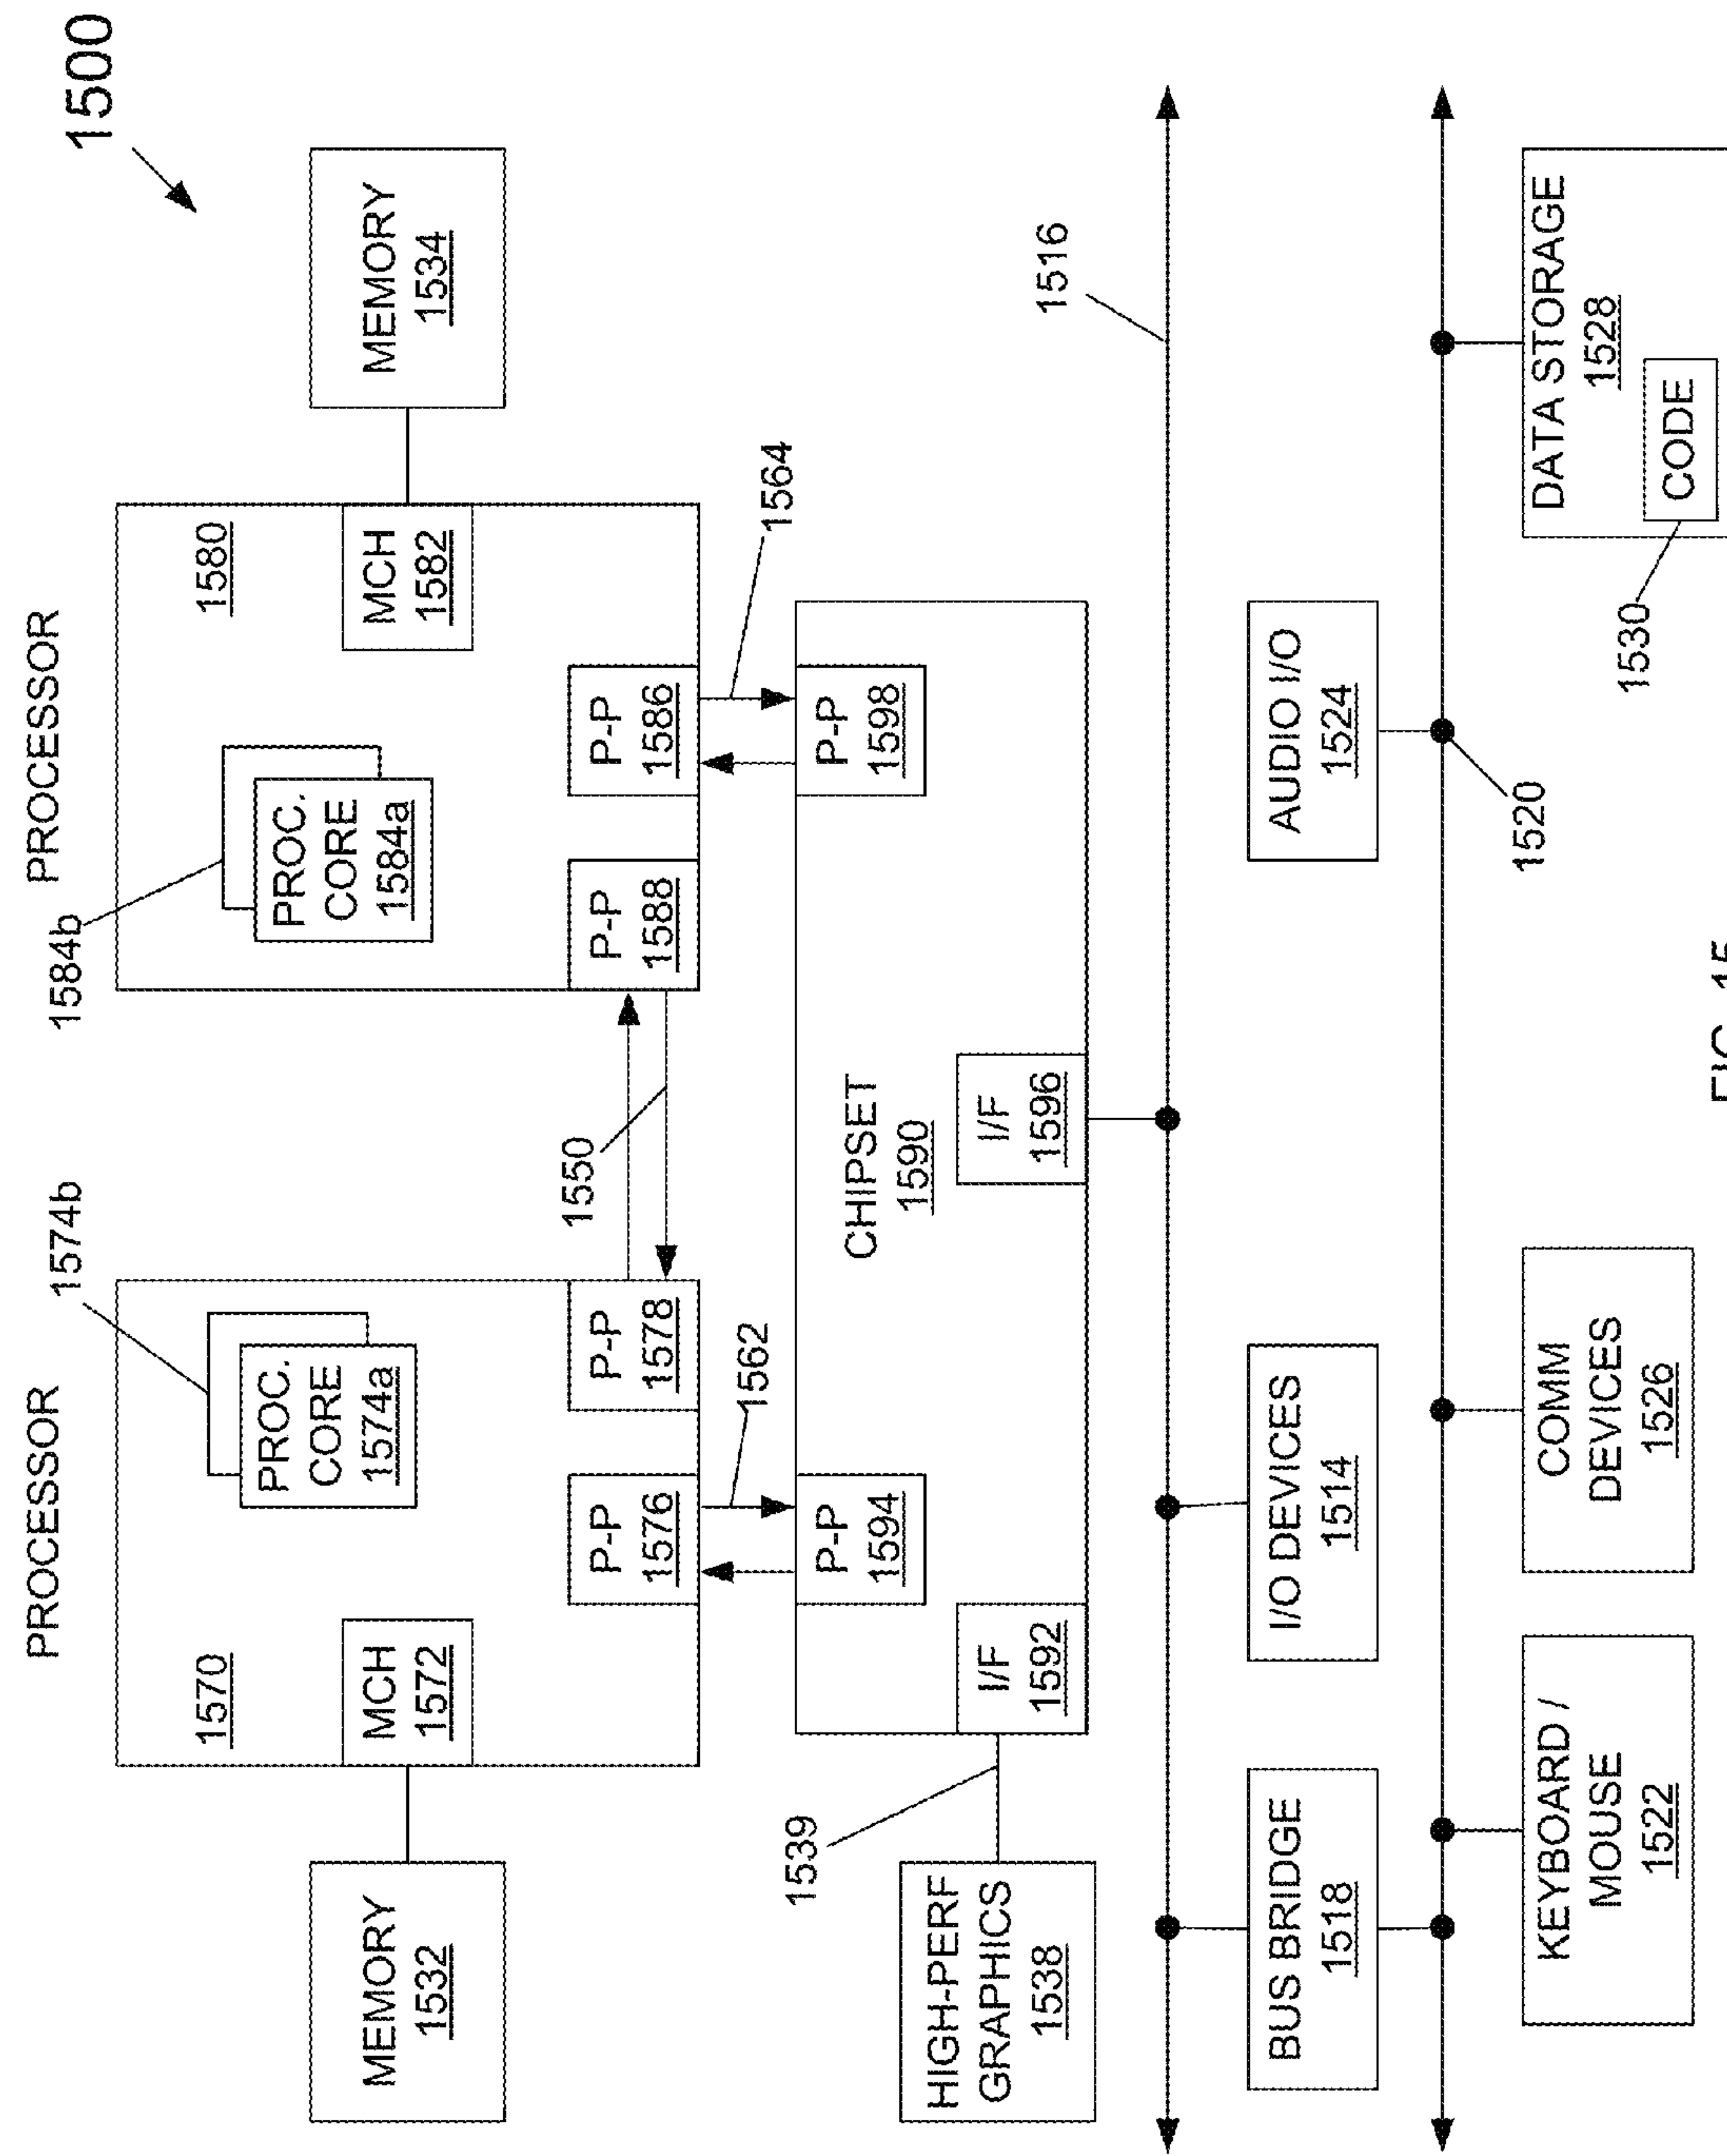 1500
PROCESSOR
PROCESSOR
1574b
1584b
1570
PROC.
CORE
1574a
PROC.
CORE
1584a
1580
MEMORY
1532
MCH
1572
MCH
1582
MEMORY
1534
1550
P-P
1576
P-P
1578
P-P
1588
P-P
1586
1562
1564
1539
P-P
1594
CHIPSET
1590
P-P
1598
HIGH-PERF
GRAPHICS
1538
I/F
1592
I/F
1596
1516
BUS BRIDGE
1518
I/O DEVICES
1514
AUDIO I/O
1524
1520
KEYBOARD /
MOUSE
1522
COMM
DEVICES
1526
DATA STORAGE
1528
1530
CODE
FIG. 15